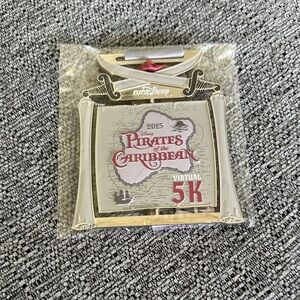 runDisney
2025
Disney
PIRATES
of the
CARIBBEAN
VIRTUAL
5K